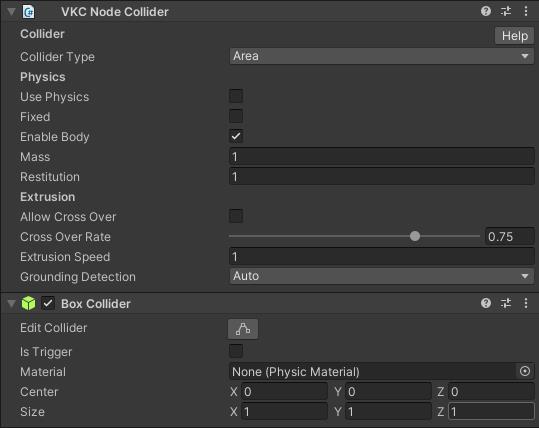 VKC Node Collider
Collider
Help
Collider Type Area
Physics
Use Physics
Fixed
Enable Body
Mass 1
Restitution 1
Extrusion
Allow Cross Over
Cross Over Rate 0.75
Extrusion Speed 1
Grounding Detection Auto
Box Collider
Edit Collider
Is Trigger
Material None (Physic Material)
Center X 0 Y 0 Z 0
Size X 1 Y 1 Z 1